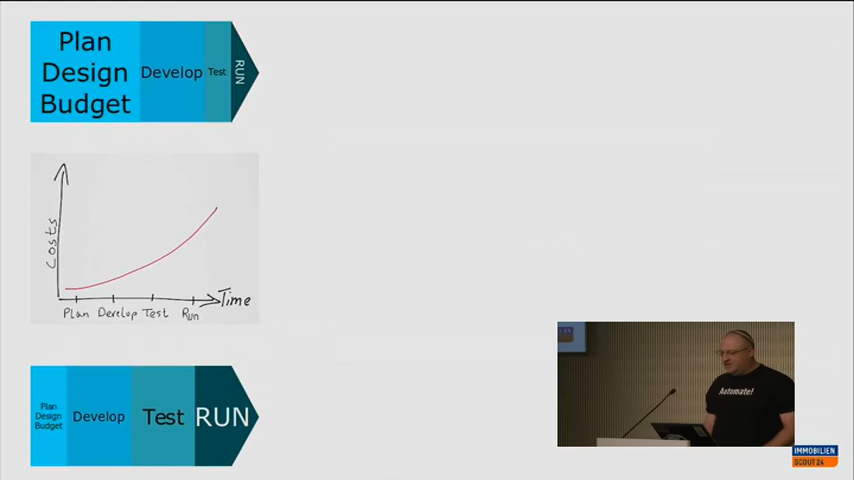 Plan
Design
Budget
Develop
Test
RUN
Costs
Time
Plan Develop Test Run
Plan
Design
Budget
Develop
Test
RUN
Automate!
IMMOBILIEN
SCOUT24